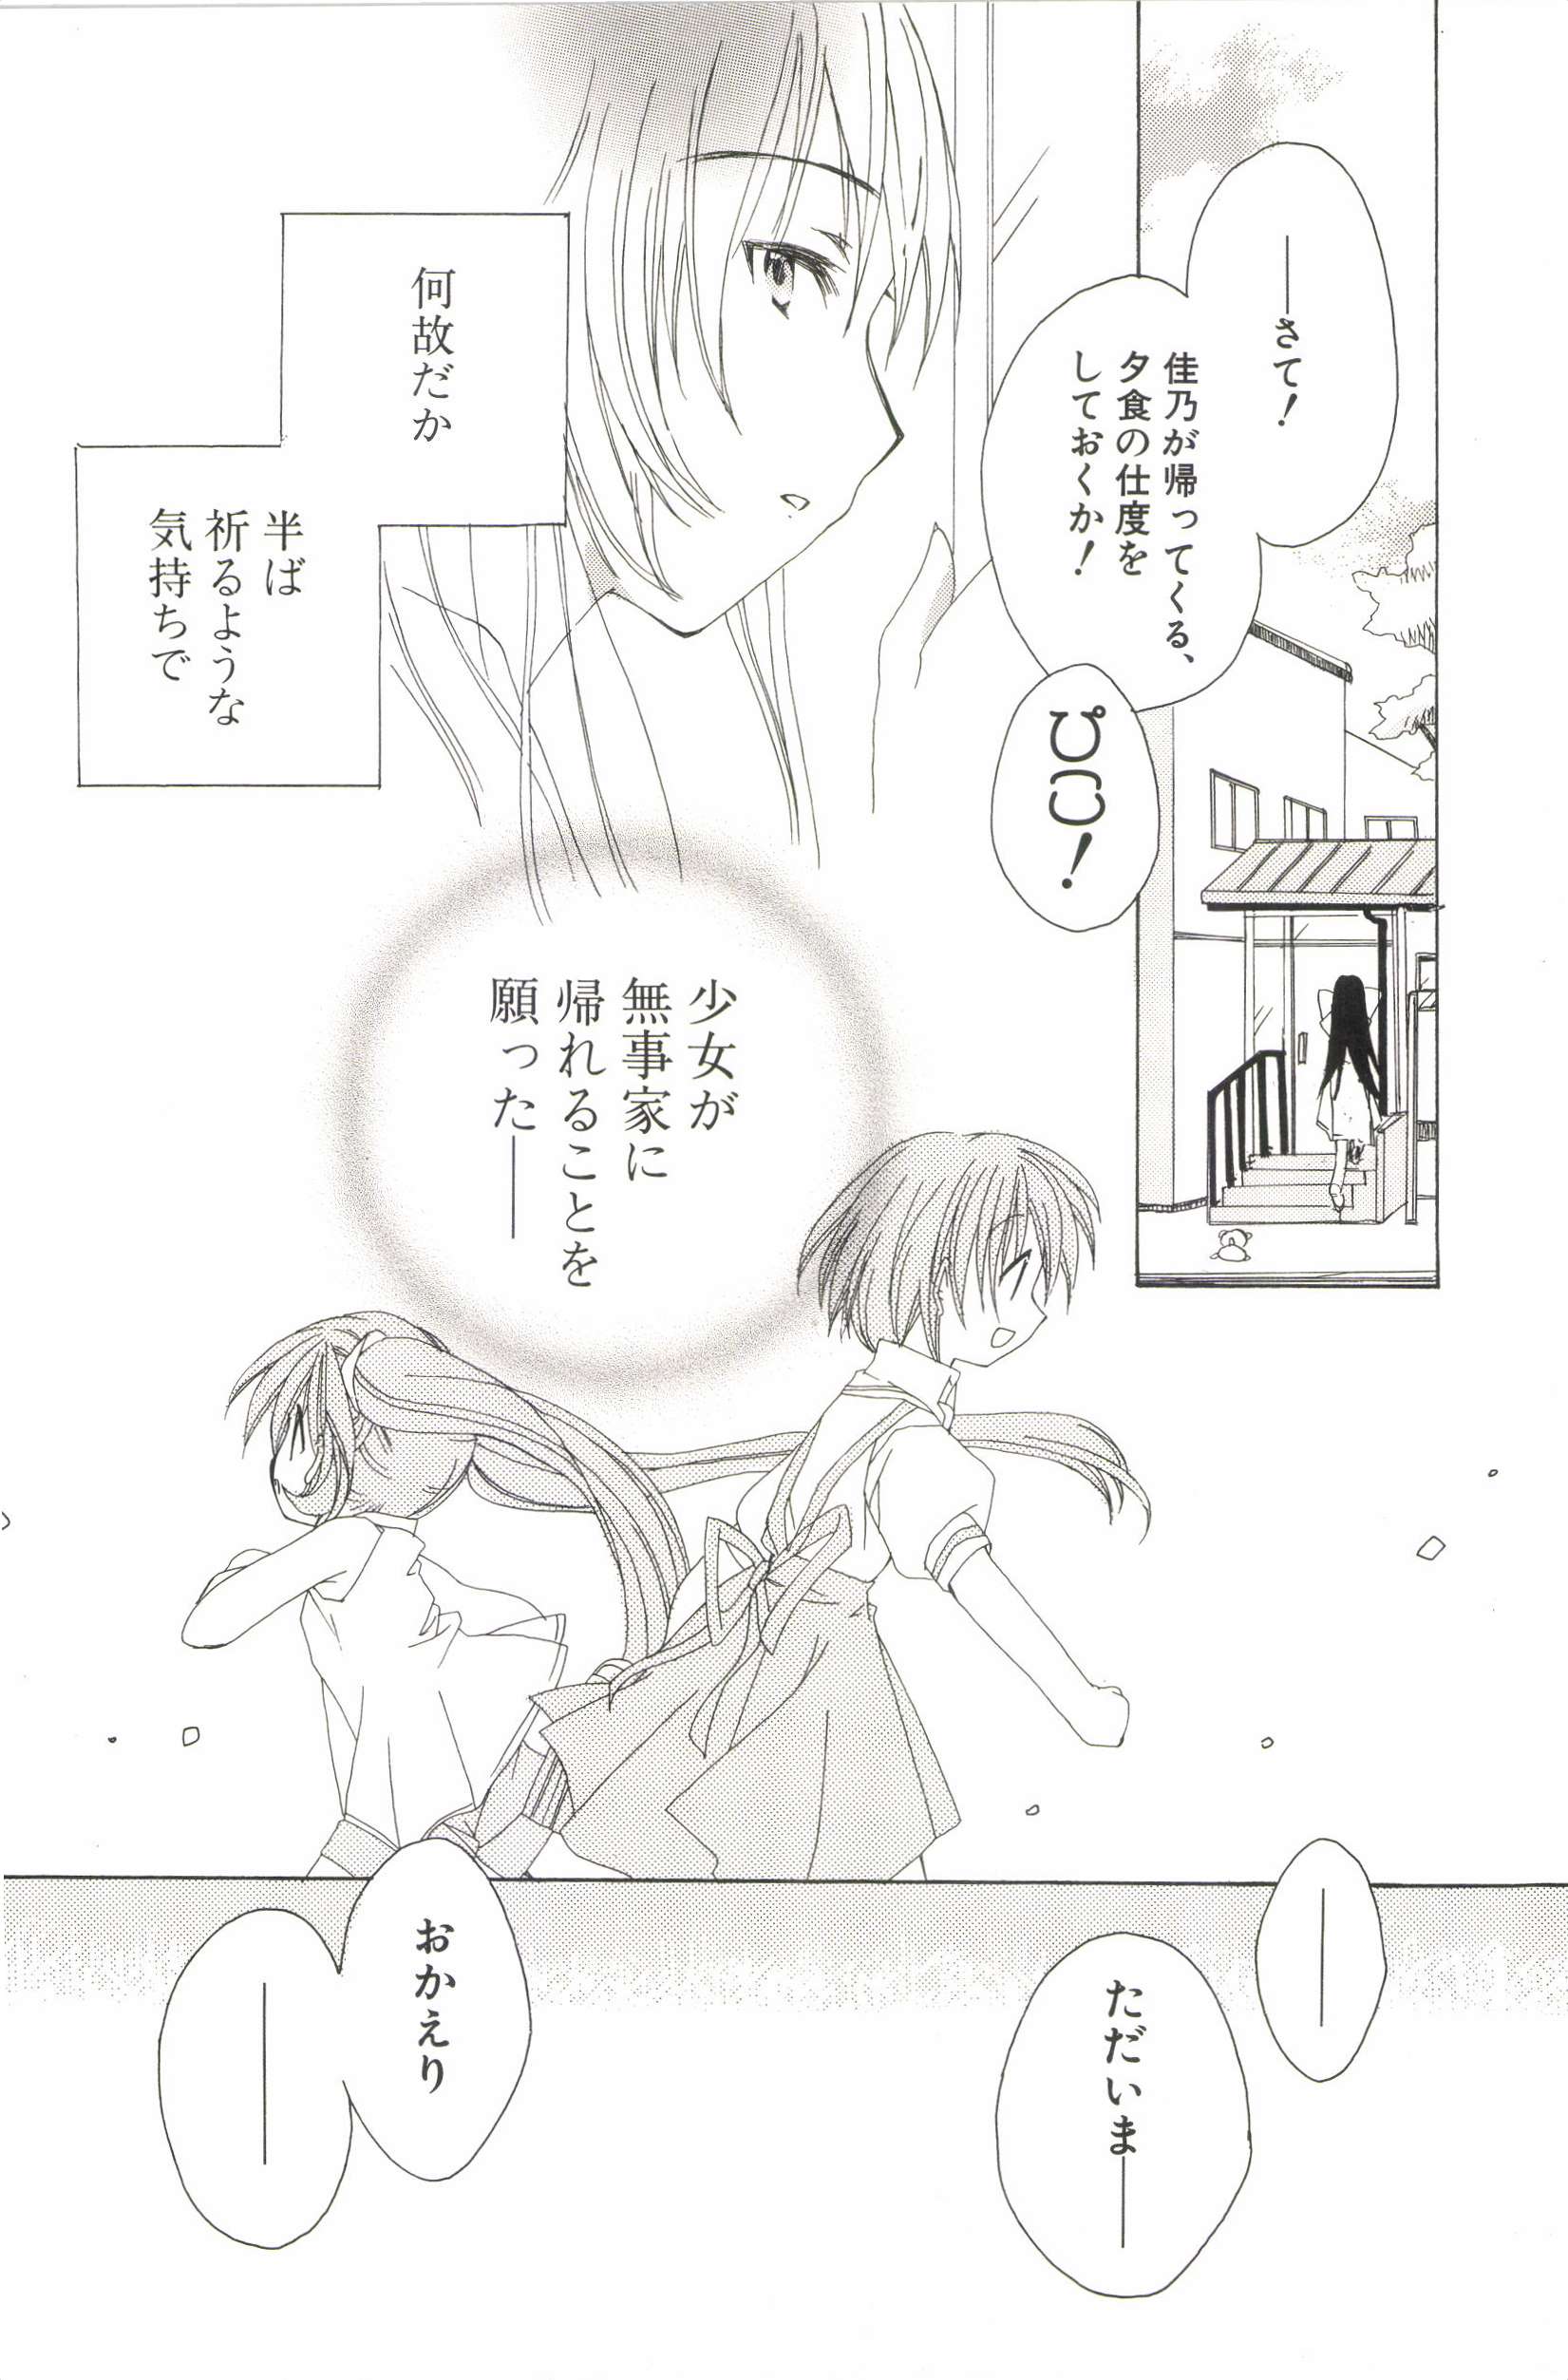 ――さて！
佳乃が帰ってくる、
夕食の仕度を
しておくか！
ぴこ！
何故だか
半ば
祈るような
気持ちで
少女が
無事家に
帰れることを
願った――
――
ただいま――
おかえり
――